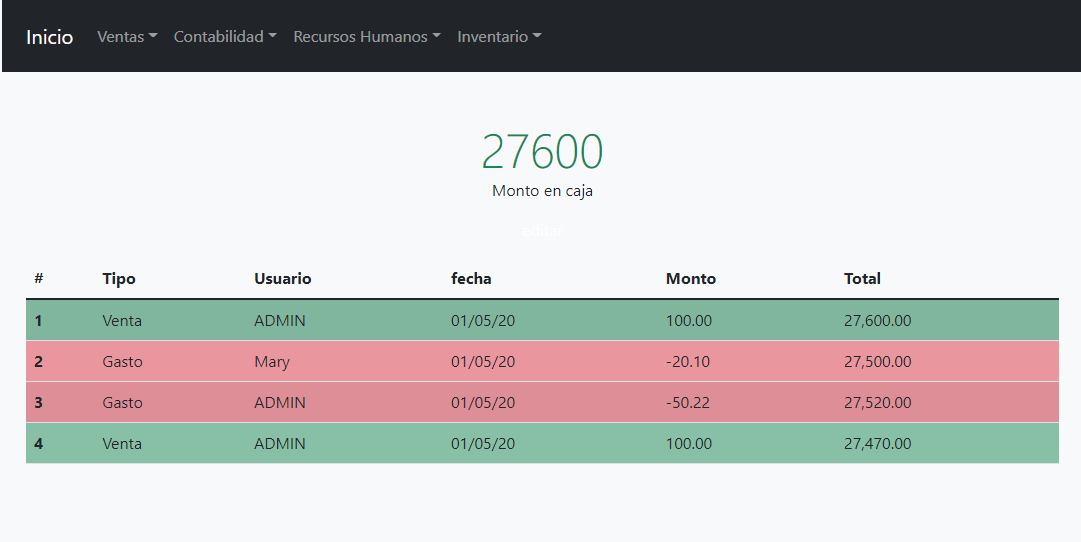 Inicio Ventas Contabilidad Recursos Humanos Inventario
27600
Monto en caja
editar
# Tipo Usuario fecha Monto Total
1 Venta ADMIN 01/05/20 100.00 27,600.00
2 Gasto Mary 01/05/20 -20.10 27,500.00
3 Gasto ADMIN 01/05/20 -50.22 27,520.00
4 Venta ADMIN 01/05/20 100.00 27,470.00